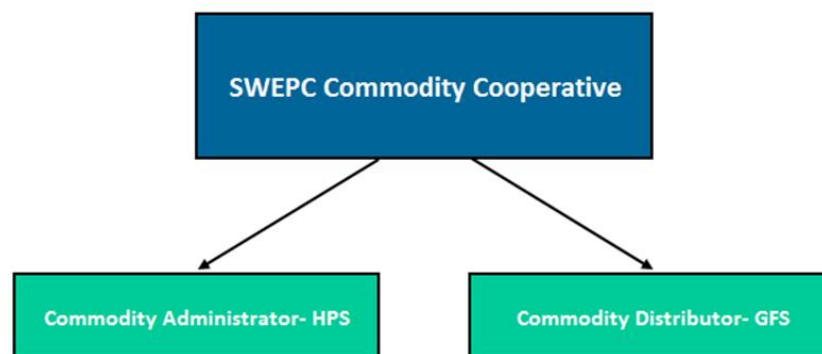 SWEPC Commodity Cooperative
Commodity Administrator- HPS
Commodity Distributor- GFS